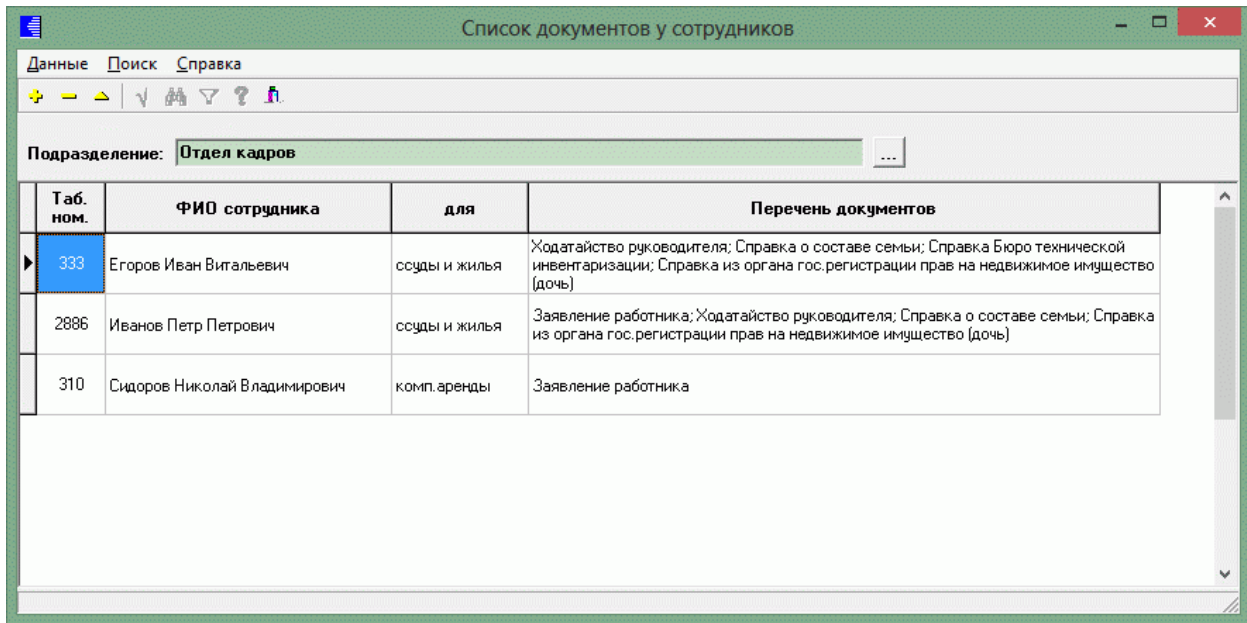 Список документов у сотрудников
Данные Поиск Справка
Подразделение: Отдел кадров ...
Таб. ном. ФИО сотрудника для Перечень документов
333 Егоров Иван Витальевич ссуды и жилья Ходатайство руководителя; Справка о составе семьи; Справка Бюро технической
инвентаризации; Справка из органа гос.регистрации прав на недвижимое имущество
(дочь)
2886 Иванов Петр Петрович ссуды и жилья Заявление работника; Ходатайство руководителя; Справка о составе семьи; Справка
из органа гос.регистрации прав на недвижимое имущество (дочь)
310 Сидоров Николай Владимирович комп.аренды Заявление работника